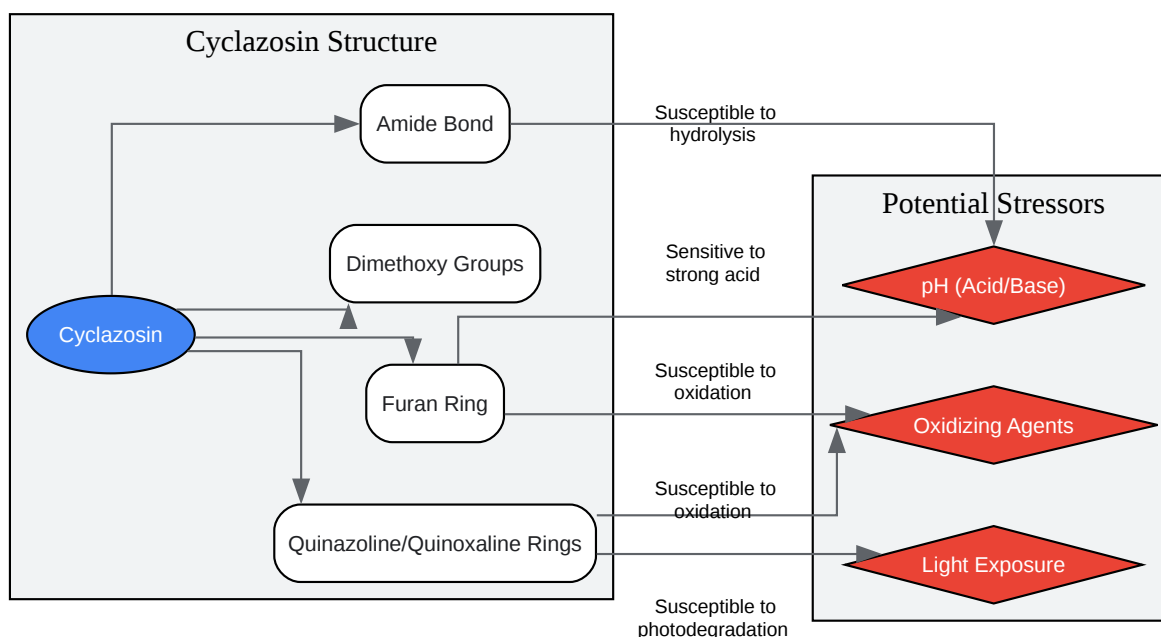 Cyclazosin Structure
Amide Bond
Susceptible to
hydrolysis
Potential Stressors
Dimethoxy Groups
Sensitive to
strong acid
pH (Acid/Base)
Cyclazosin
Furan Ring
Susceptible to
oxidation
Oxidizing Agents
Susceptible to
oxidation
Quinazoline/Quinoxaline Rings
Light Exposure
Susceptible to
photodegradation